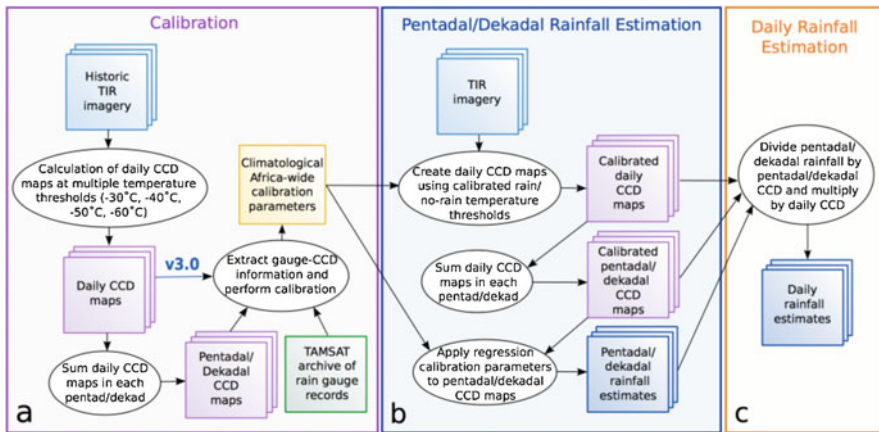 Calibration
Historic
TIR
imagery
Calculation of daily CCD
maps at multiple temperature
thresholds (-30˚C, -40˚C,
-50˚C, -60˚C)
Daily CCD
maps
v3.0
Sum daily CCD
maps in each
pentad/dekad
Pentadal/
Dekadal
CCD
maps
Climatological
Africa-wide
calibration
parameters
Extract gauge-CCD
information and
perform calibration
TAMSAT
archive of
rain gauge
records
a
Pentadal/Dekadal Rainfall Estimation
TIR
imagery
Create daily CCD maps
using calibrated rain/
no-rain temperature
thresholds
Calibrated
daily
CCD
maps
Sum daily CCD
maps in each
pentad/dekad
Calibrated
pentadal/
dekadal
CCD maps
Apply regression
calibration parameters
to pentadal/dekadal
CCD maps
Pentadal/
dekadal
rainfall
estimates
b
Daily Rainfall
Estimation
Divide pentadal/
dekadal rainfall by
pentadal/dekadal
CCD and multiply
by daily CCD
Daily
rainfall
estimates
c